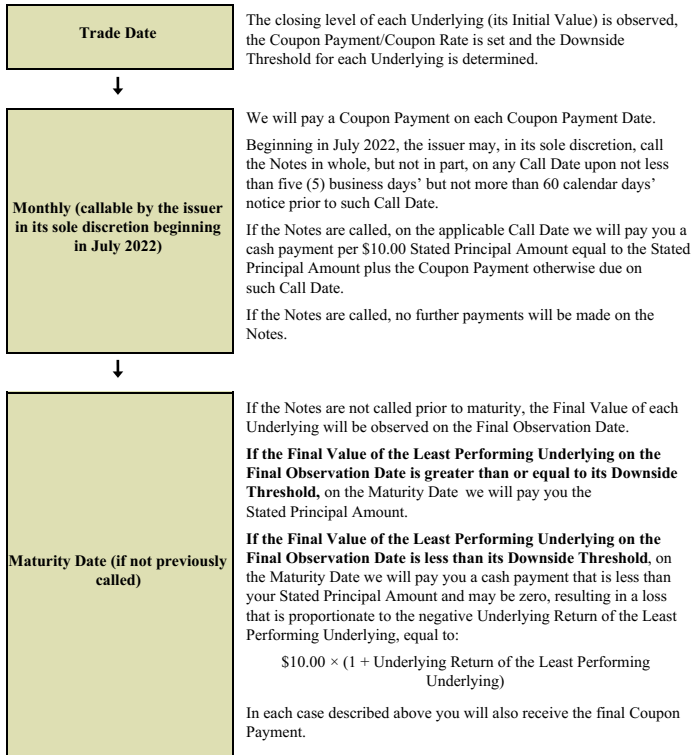 Trade Date
The closing level of each Underlying (its Initial Value) is observed,
the Coupon Payment/Coupon Rate is set and the Downside
Threshold for each Underlying is determined.
Monthly (callable by the issuer
in its sole discretion beginning
in July 2022)
We will pay a Coupon Payment on each Coupon Payment Date.
Beginning in July 2022, the issuer may, in its sole discretion, call
the Notes in whole, but not in part, on any Call Date upon not less
than five (5) business days’ but not more than 60 calendar days’
notice prior to such Call Date.
If the Notes are called, on the applicable Call Date we will pay you a
cash payment per $10.00 Stated Principal Amount equal to the Stated
Principal Amount plus the Coupon Payment otherwise due on
such Call Date.
If the Notes are called, no further payments will be made on the
Notes.
Maturity Date (if not previously
called)
If the Notes are not called prior to maturity, the Final Value of each
Underlying will be observed on the Final Observation Date.
If the Final Value of the Least Performing Underlying on the
Final Observation Date is greater than or equal to its Downside
Threshold, on the Maturity Date we will pay you the
Stated Principal Amount.
If the Final Value of the Least Performing Underlying on the
Final Observation Date is less than its Downside Threshold, on
the Maturity Date we will pay you a cash payment that is less than
your Stated Principal Amount and may be zero, resulting in a loss
that is proportionate to the negative Underlying Return of the Least
Performing Underlying, equal to:
$10.00 × (1 + Underlying Return of the Least Performing
Underlying)
In each case described above you will also receive the final Coupon
Payment.